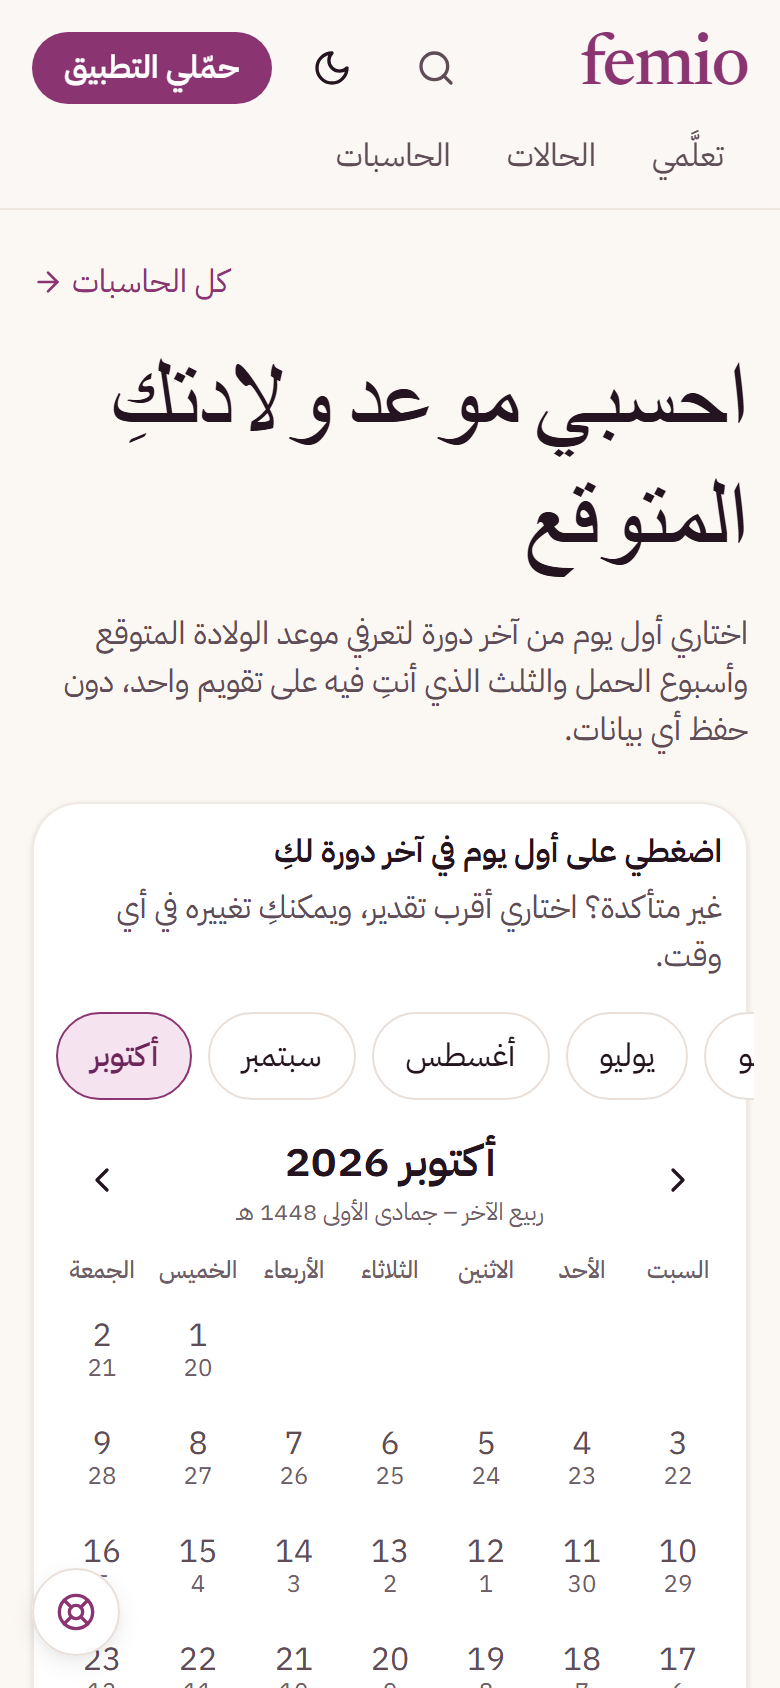 femio
حمّلي التطبيق
تعلَّمي الحالات الحاسبات
كل الحاسبات
احسبي موعد ولادتكِ
المتوقع
اختاري أول يوم من آخر دورة لتعرفي موعد الولادة المتوقع
وأسبوع الحمل والثلث الذي أنتِ فيه على تقويم واحد، دون
حفظ أي بيانات.
اضغطي على أول يوم في آخر دورة لكِ
غير متأكدة؟ اختاري أقرب تقدير، ويمكنكِ تغييره في أي
وقت.
يوليو أغسطس سبتمبر أكتوبر
أكتوبر 2026
ربيع الآخر – جمادى الأولى 1448 هـ
السبت الأحد الاثنين الثلاثاء الأربعاء الخميس الجمعة
1 2
20 21
3 4 5 6 7 8 9
22 23 24 25 26 27 28
10 11 12 13 14 15 16
29 30 1 2 3 4
17 18 19 20 21 22 23